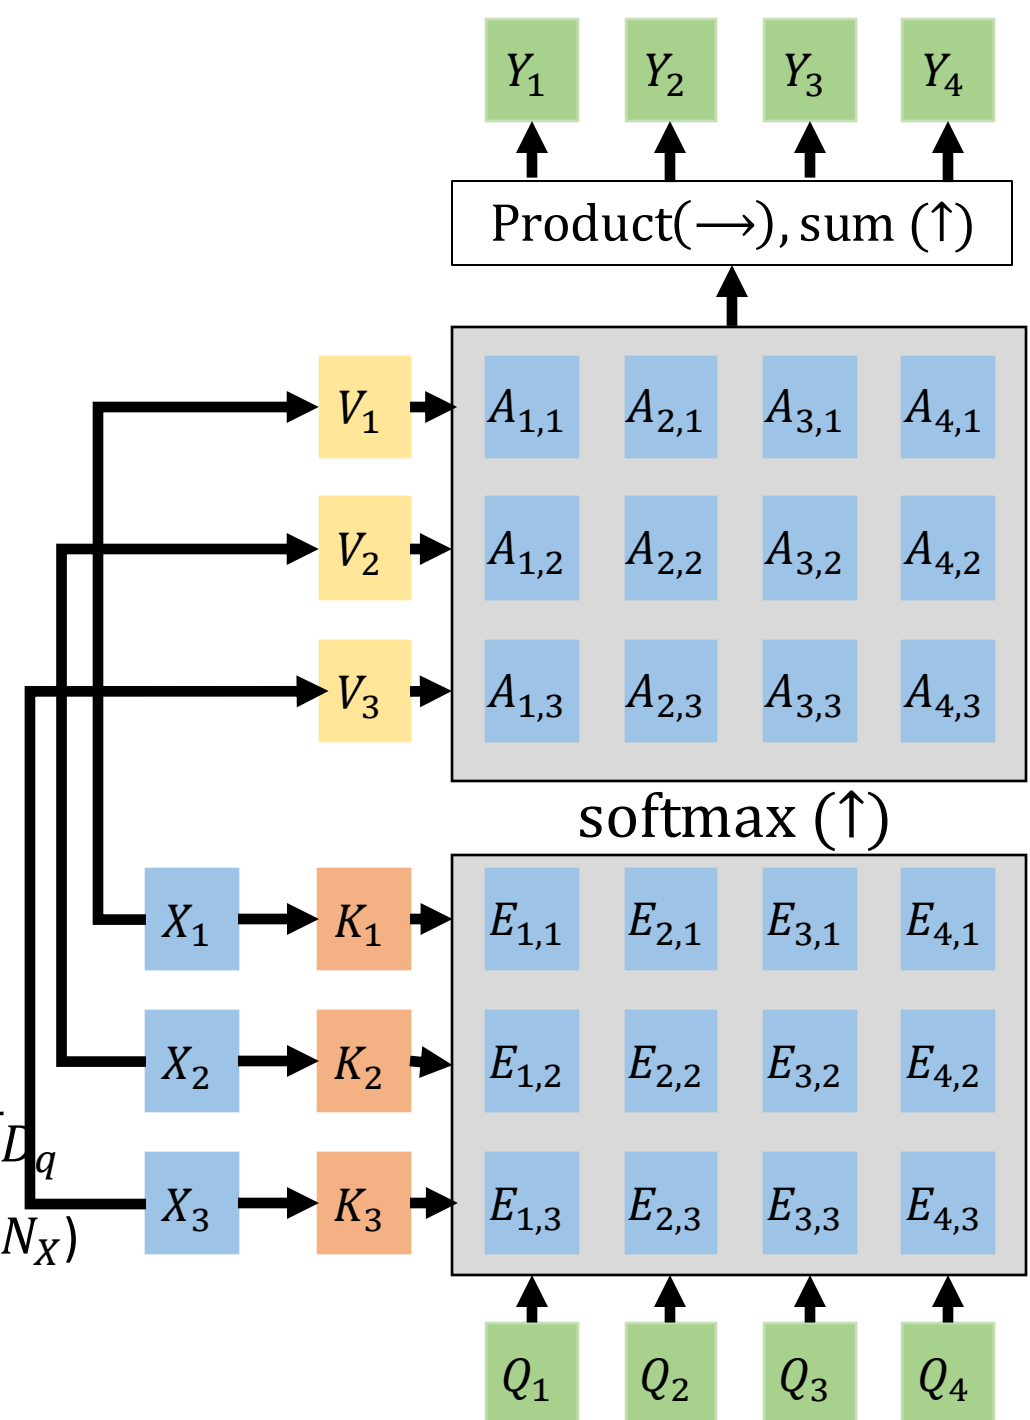 Y₁ Y₂ Y₃ Y₄
Product(→), sum (↑)
V₁ A₁,₁ A₂,₁ A₃,₁ A₄,₁
V₂ A₁,₂ A₂,₂ A₃,₂ A₄,₂
V₃ A₁,₃ A₂,₃ A₃,₃ A₄,₃
softmax (↑)
X₁ K₁ E₁,₁ E₂,₁ E₃,₁ E₄,₁
X₂ K₂ E₁,₂ E₂,₂ E₃,₂ E₄,₂
D_q
X₃ K₃ E₁,₃ E₂,₃ E₃,₃ E₄,₃
N_X)
Q₁ Q₂ Q₃ Q₄